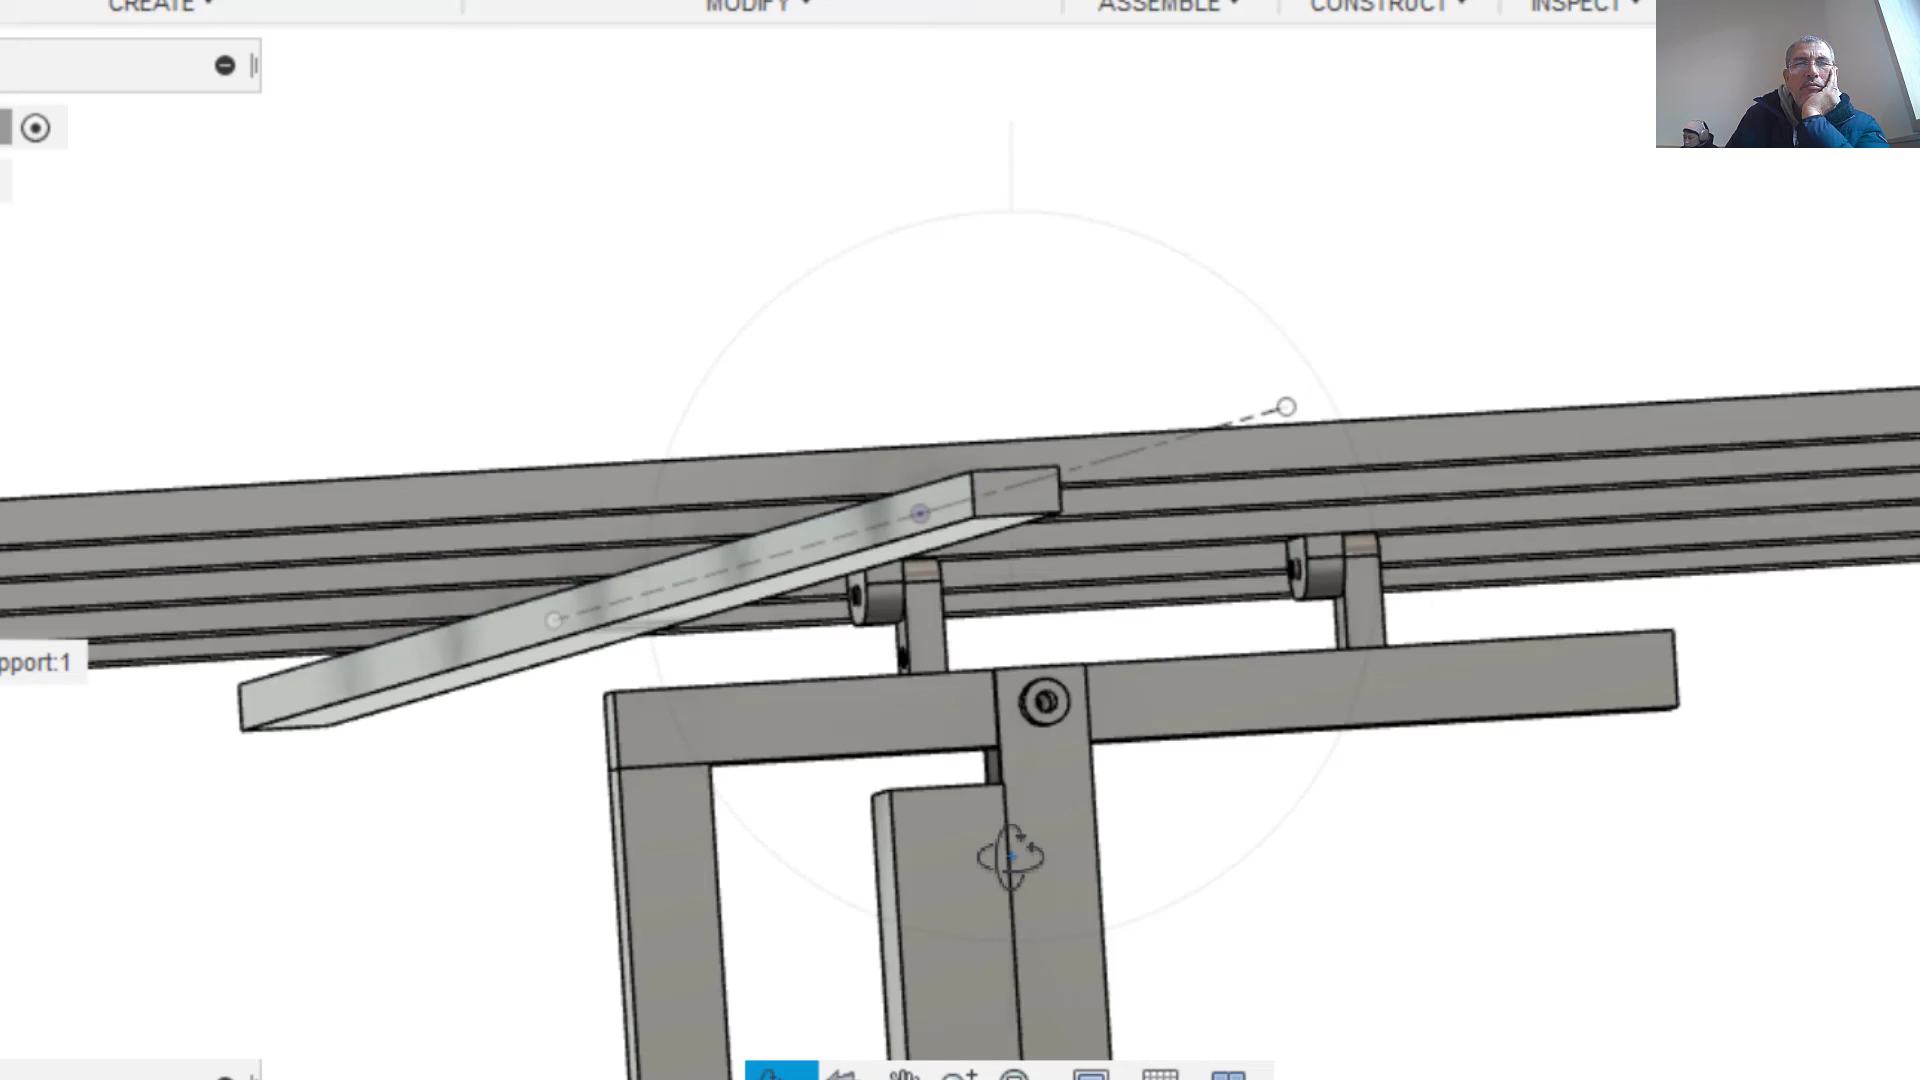 CREATE
MODIFY
ASSEMBLE
CONSTRUCT
INSPECT
pport:1